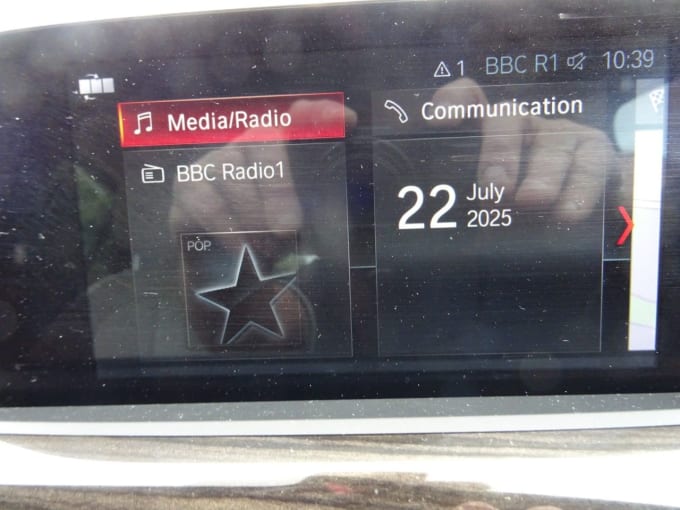 1 BBC R1 10:39
Media/Radio
Communication
BBC Radio1
22 July
2025
POP